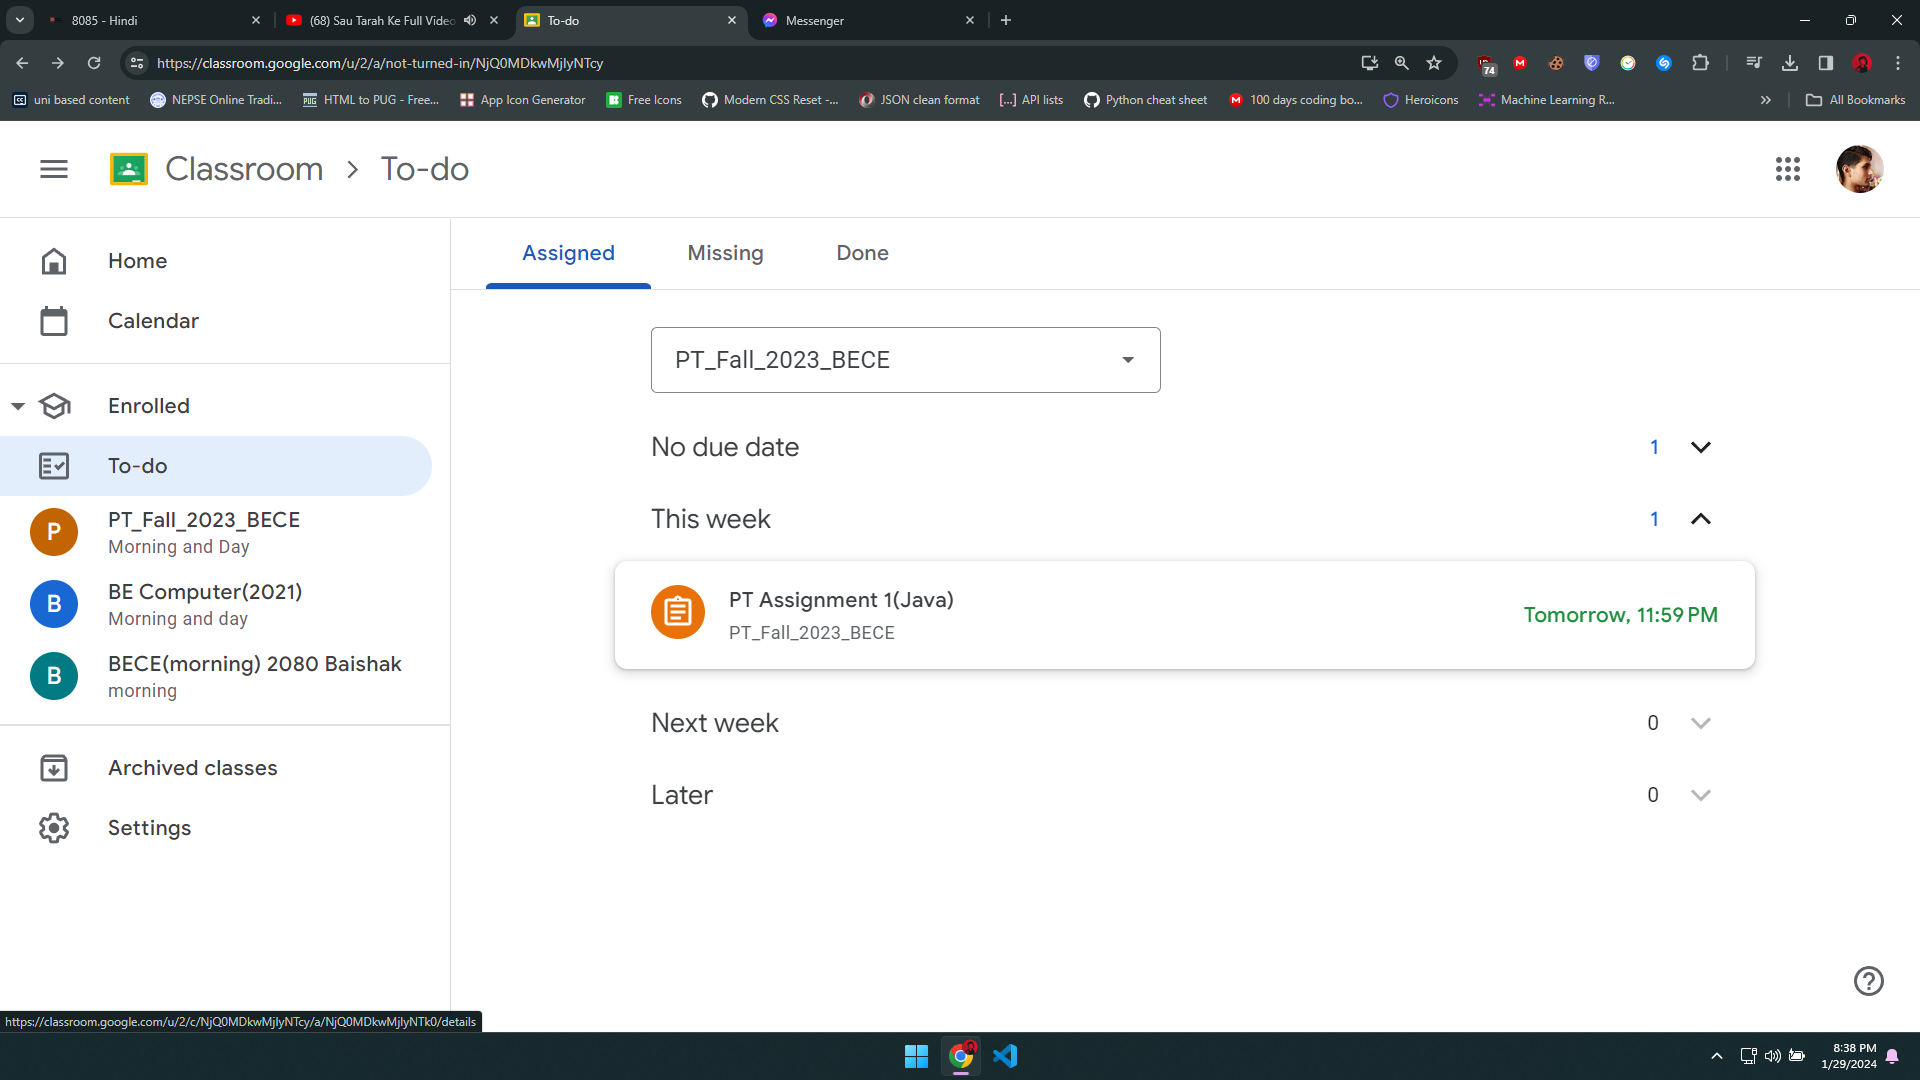 8085 - Hindi
(68) Sau Tarah Ke Full Video
To-do
Messenger
https://classroom.google.com/u/2/a/not-turned-in/NjQ0MDkwMjIyNTcy
74
uni based content
NEPSE Online Tradi...
HTML to PUG - Free...
App Icon Generator
Free Icons
Modern CSS Reset -...
JSON clean format
API lists
Python cheat sheet
100 days coding bo...
Heroicons
Machine Learning R...
All Bookmarks
Classroom
To-do
Home
Calendar
Enrolled
To-do
P
PT_Fall_2023_BECE
Morning and Day
B
BE Computer(2021)
Morning and day
B
BECE(morning) 2080 Baishak
morning
Archived classes
Settings
Assigned
Missing
Done
PT_Fall_2023_BECE
No due date
1
This week
1
PT Assignment 1(Java)
PT_Fall_2023_BECE
Tomorrow, 11:59 PM
Next week
0
Later
0
https://classroom.google.com/u/2/c/NjQ0MDkwMjIyNTcy/a/NjQ0MDkwMjIyNTk0/details
8:38 PM
1/29/2024